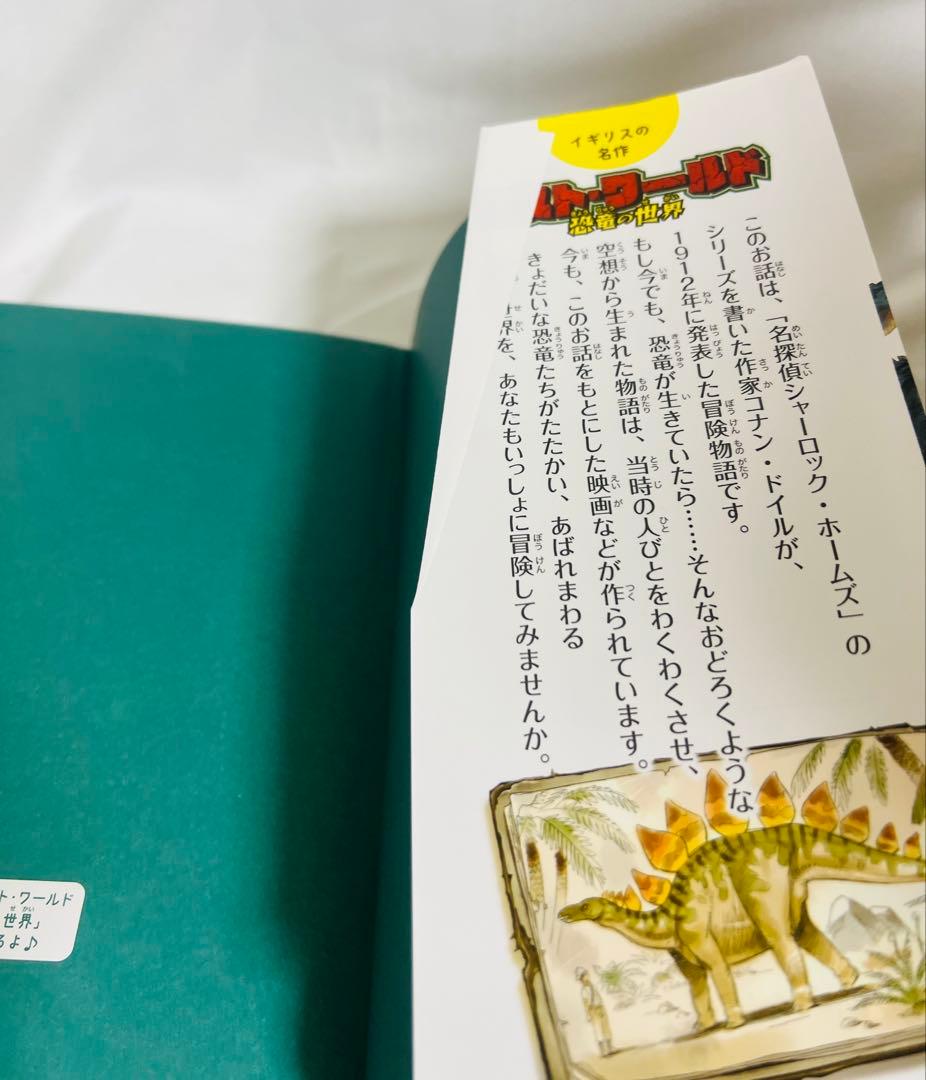 イギリスの
名作
スト・ワールド
恐竜の世界
このお話は、「名探偵シャーロック・ホームズ」の
シリーズを書いた作家コナン・ドイルが、
1912年に発表した冒険物語です。
もし今でも、恐竜が生きていたら……そんなおどろくような
空想から生まれた物語は、当時の人びとをわくわくさせ、
今も、このお話をもとにした映画などが作られています。
きょだいな恐竜たちがたたかい、あばれまわる
世界を、あなたもいっしょに冒険してみませんか。
ト・ワールド
世界」
るよ♪